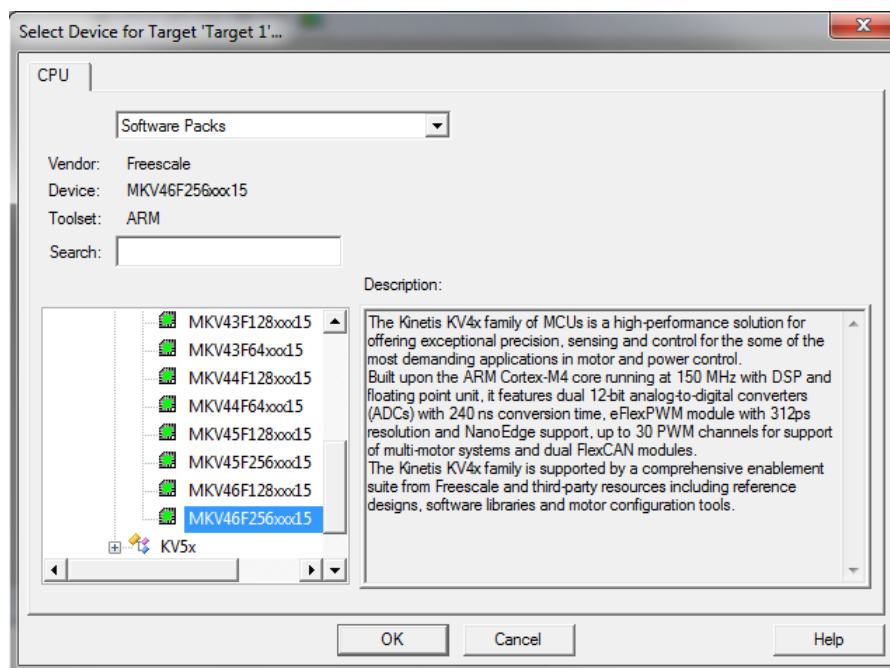 Select Device for Target 'Target 1'...
CPU
Software Packs
Vendor: Freescale
Device: MKV46F256xxx15
Toolset: ARM
Search:
Description:
MKV43F128xxx15
MKV43F64xxx15
MKV44F128xxx15
MKV44F64xxx15
MKV45F128xxx15
MKV45F256xxx15
MKV46F128xxx15
MKV46F256xxx15
KV5x
The Kinetis KV4x family of MCUs is a high-performance solution for
offering exceptional precision, sensing and control for the some of the
most demanding applications in motor and power control.
Built upon the ARM Cortex-M4 core running at 150 MHz with DSP and
floating point unit, it features dual 12-bit analog-to-digital converters
(ADCs) with 240 ns conversion time, eFlexPWM module with 312ps
resolution and NanoEdge support, up to 30 PWM channels for support
of multi-motor systems and dual FlexCAN modules.
The Kinetis KV4x family is supported by a comprehensive enablement
suite from Freescale and third-party resources including reference
designs, software libraries and motor configuration tools.
OK
Cancel
Help